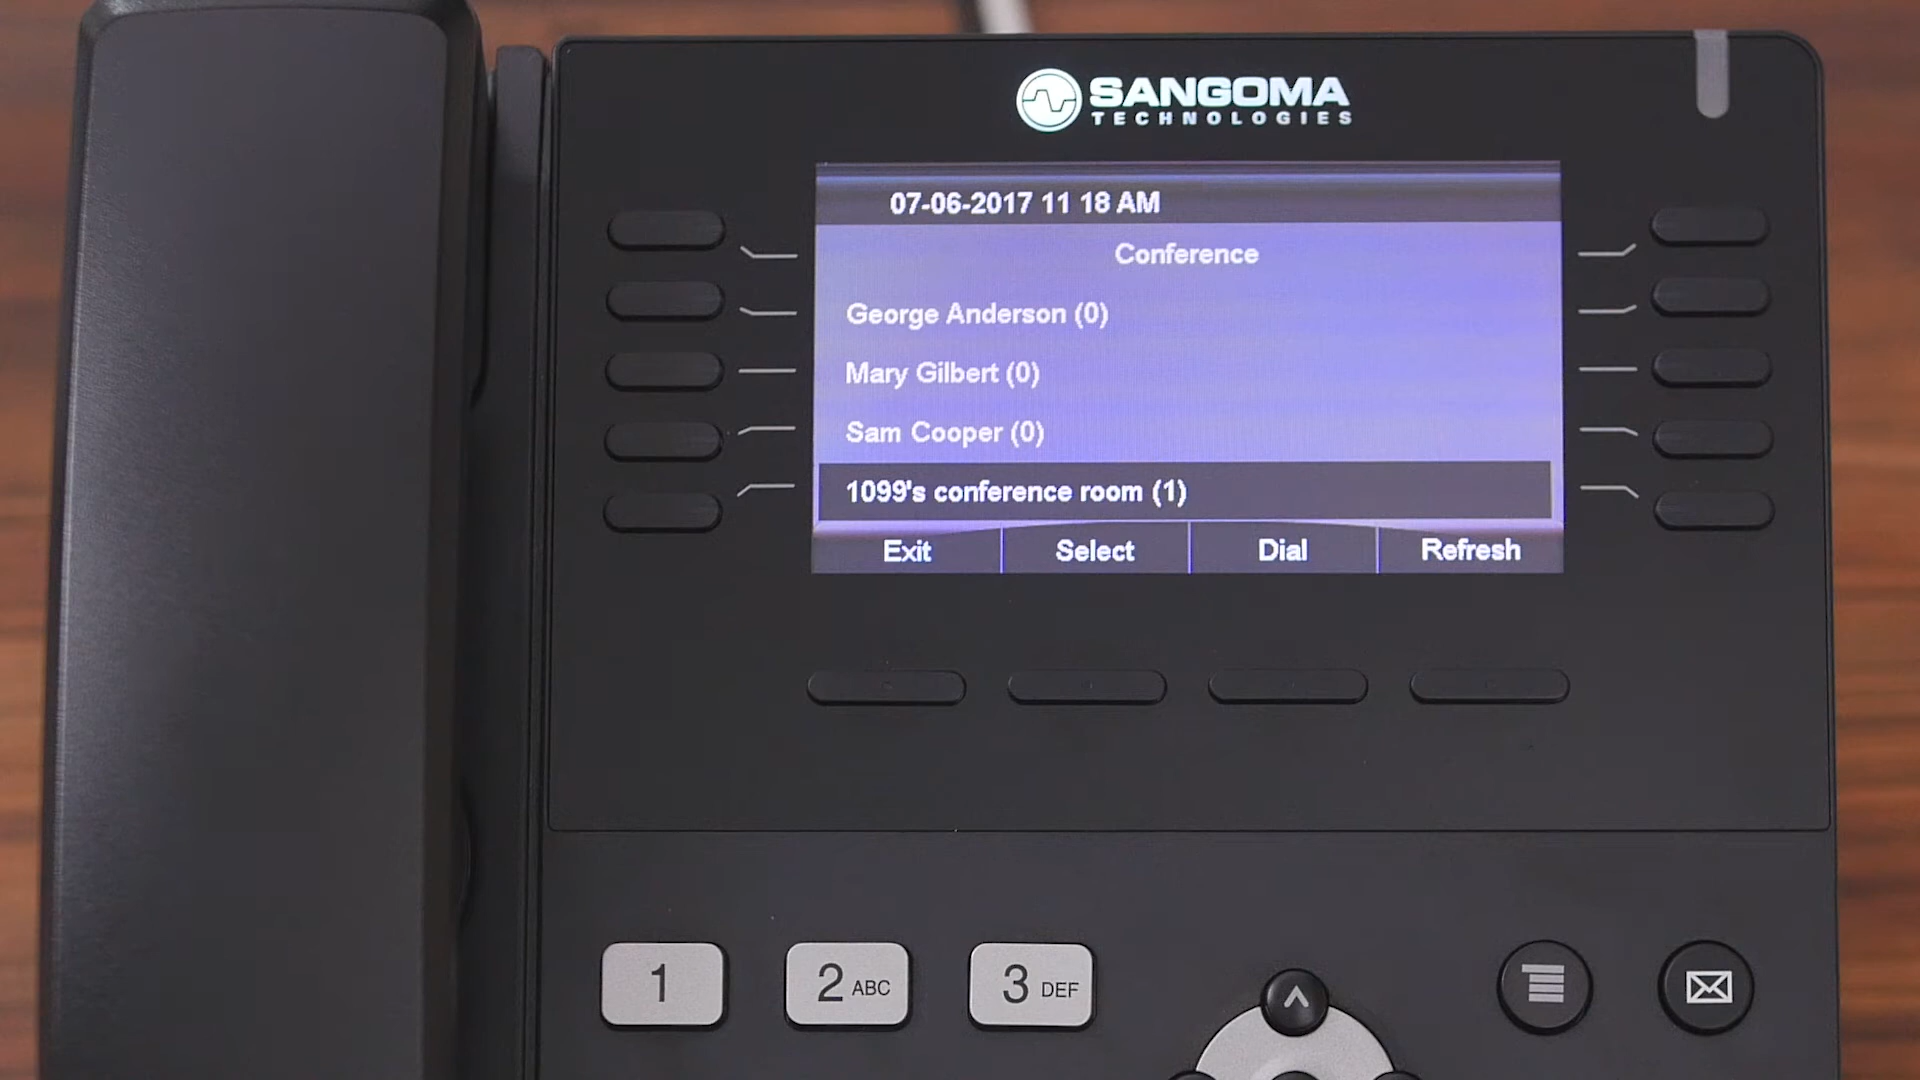 SANGOMA
TECHNOLOGIES
07-06-2017 11 18 AM
Conference
George Anderson (0)
Mary Gilbert (0)
Sam Cooper (0)
1099's conference room (1)
Exit Select Dial Refresh
1 2 ABC 3 DEF